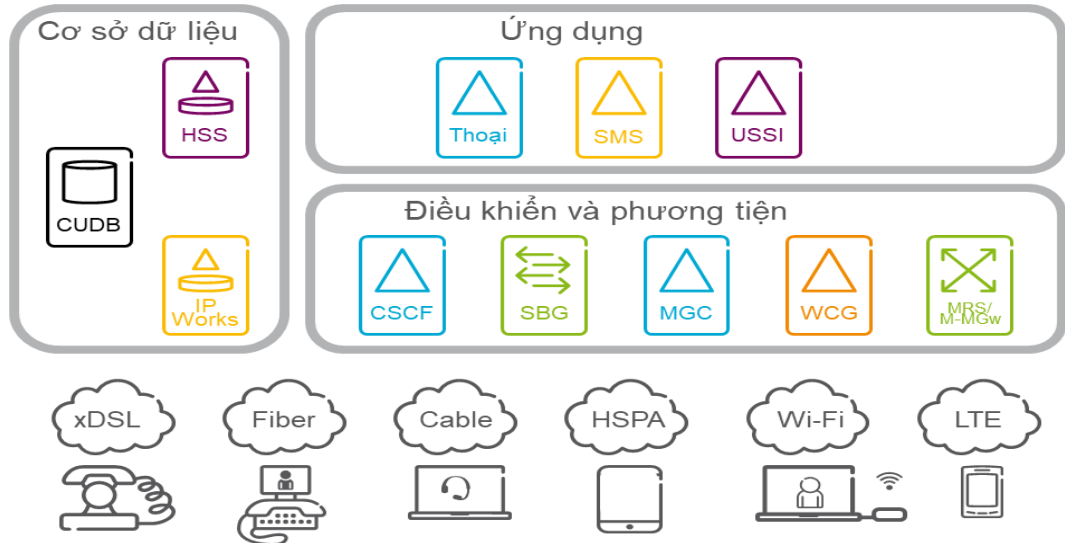 Cơ sở dữ liệu
HSS
CUDB
IP
Works
Ứng dụng
Thoại
SMS
USSI
Điều khiển và phương tiện
CSCF
SBG
MGC
WCG
MRS/
M-MGw
xDSL
Fiber
Cable
HSPA
Wi-Fi
LTE